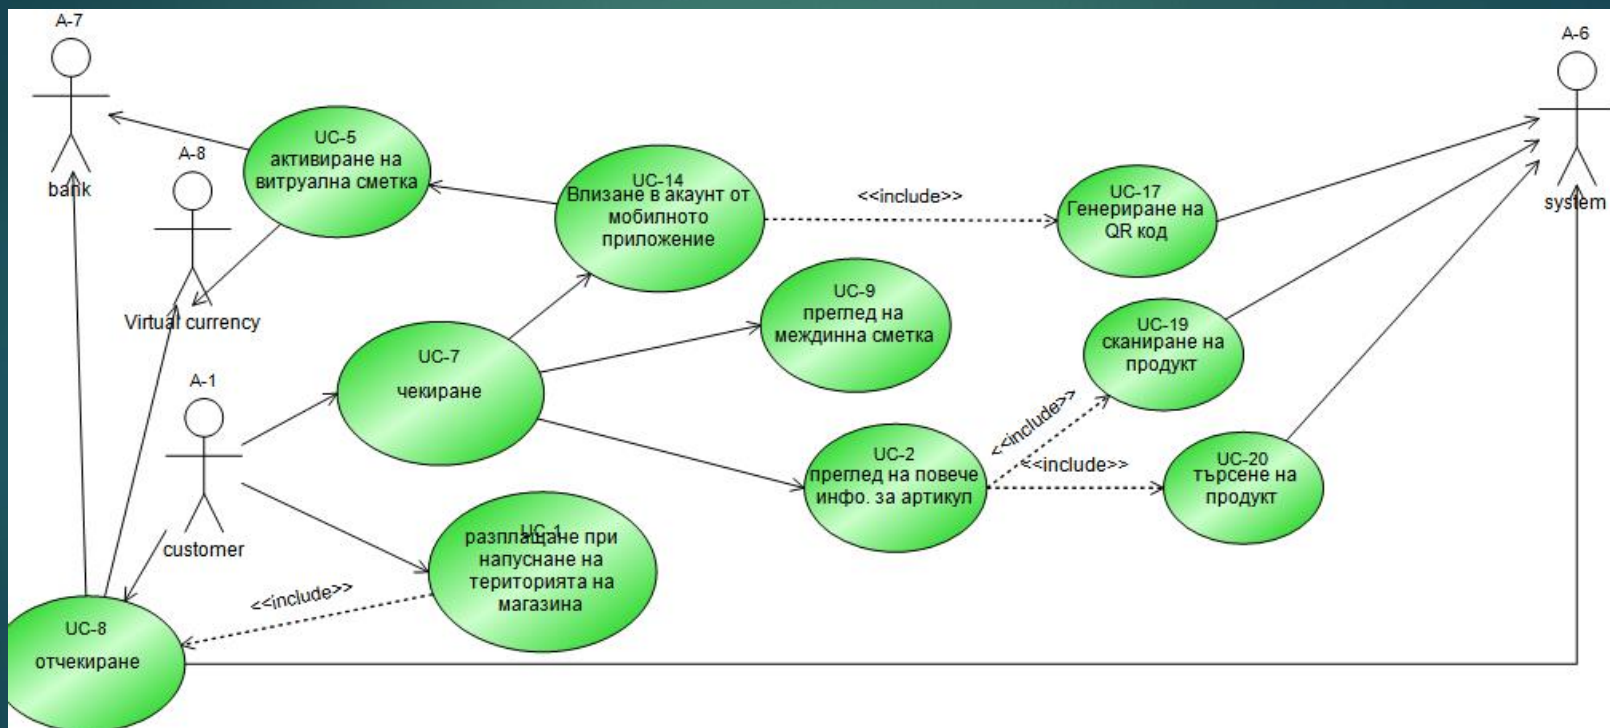 A-7
bank
A-8
Virtual currency
A-1
customer
A-6
system
UC-5
активиране на
витруална сметка
UC-14
Влизане в акаунт от
мобилното
приложение
<<include>>
UC-17
Генериране на
QR код
UC-9
преглед на
междинна сметка
UC-7
чекиране
UC-19
сканиране на
продукт
<<include>>
UC-2
преглед на повече
инфо. за артикул
<<include>>
UC-20
търсене на
продукт
UC-1
разплащане при
напуснане на
територията на
магазина
<<include>>
UC-8
отчекиране